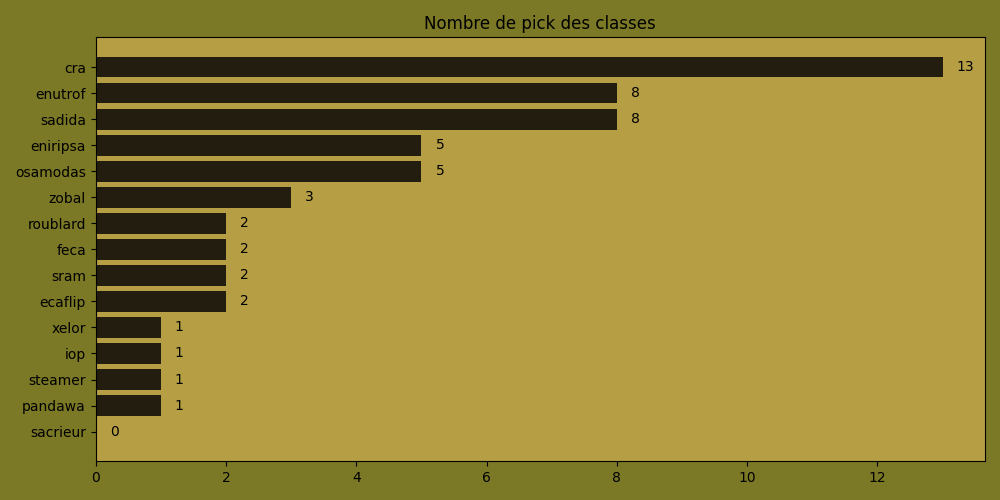 Nombre de pick des classes
cra 13
enutrof 8
sadida 8
eniripsa 5
osamodas 5
zobal 3
roublard 2
feca 2
sram 2
ecaflip 2
xelor 1
iop 1
steamer 1
pandawa 1
sacrieur 0
0 2 4 6 8 10 12